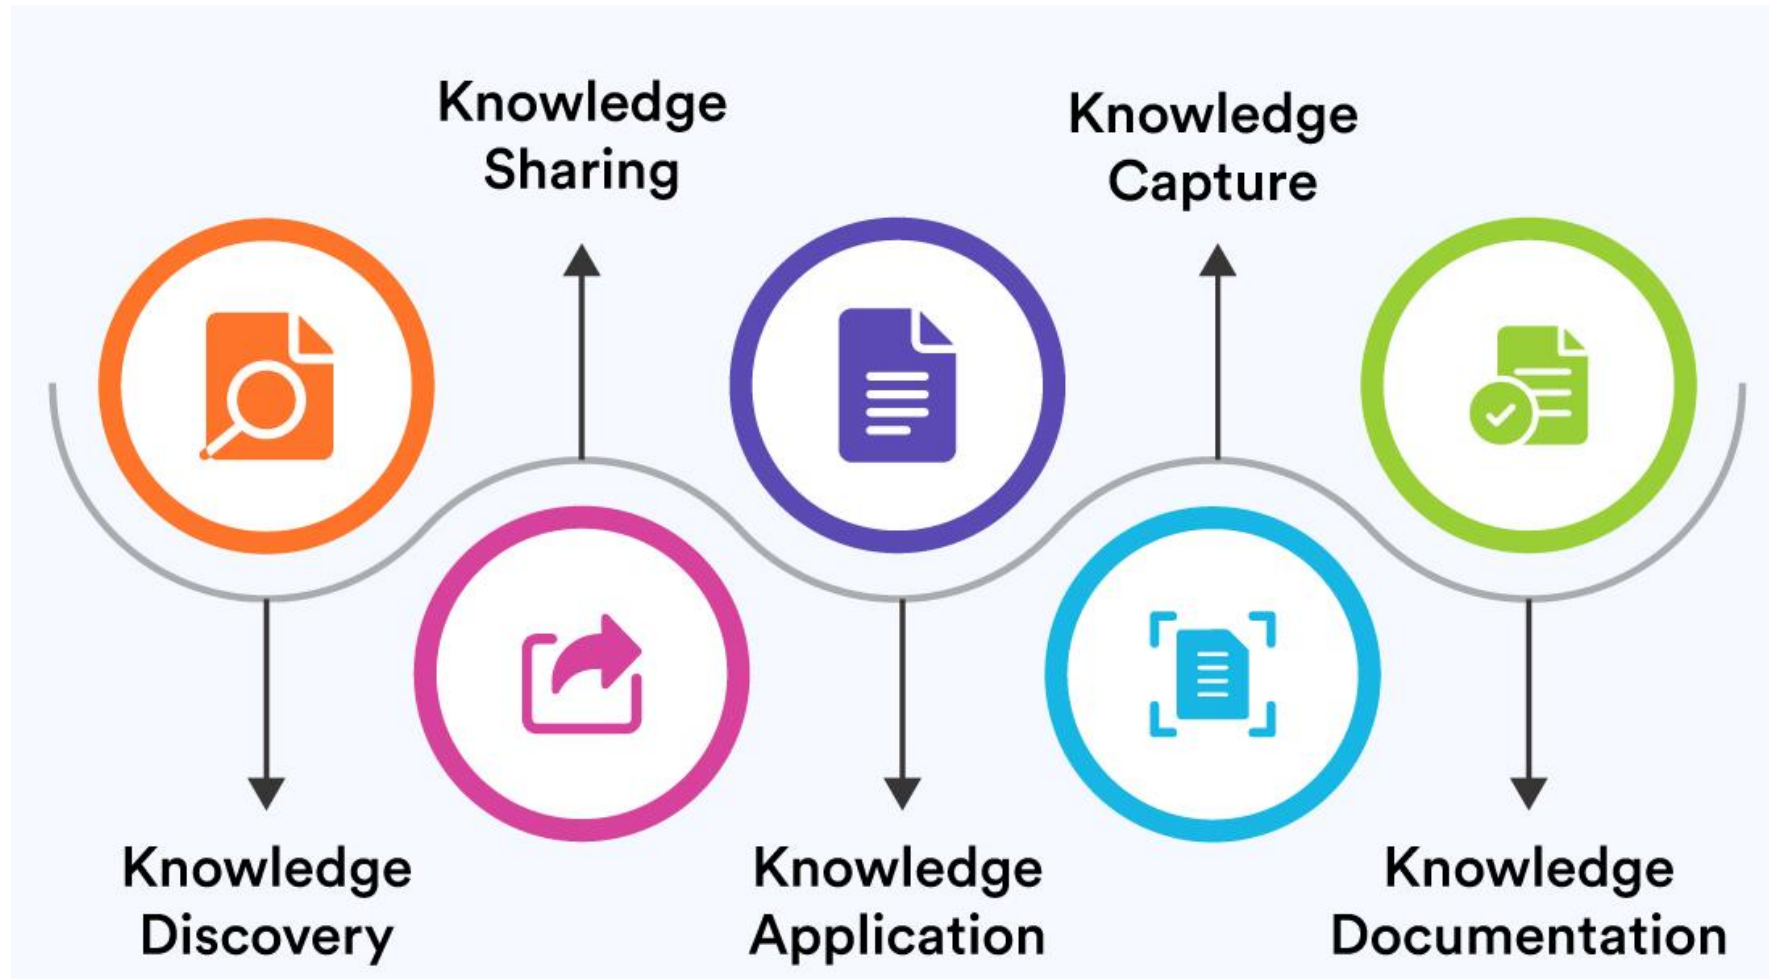 Knowledge
Sharing
Knowledge
Capture
Knowledge
Discovery
Knowledge
Application
Knowledge
Documentation